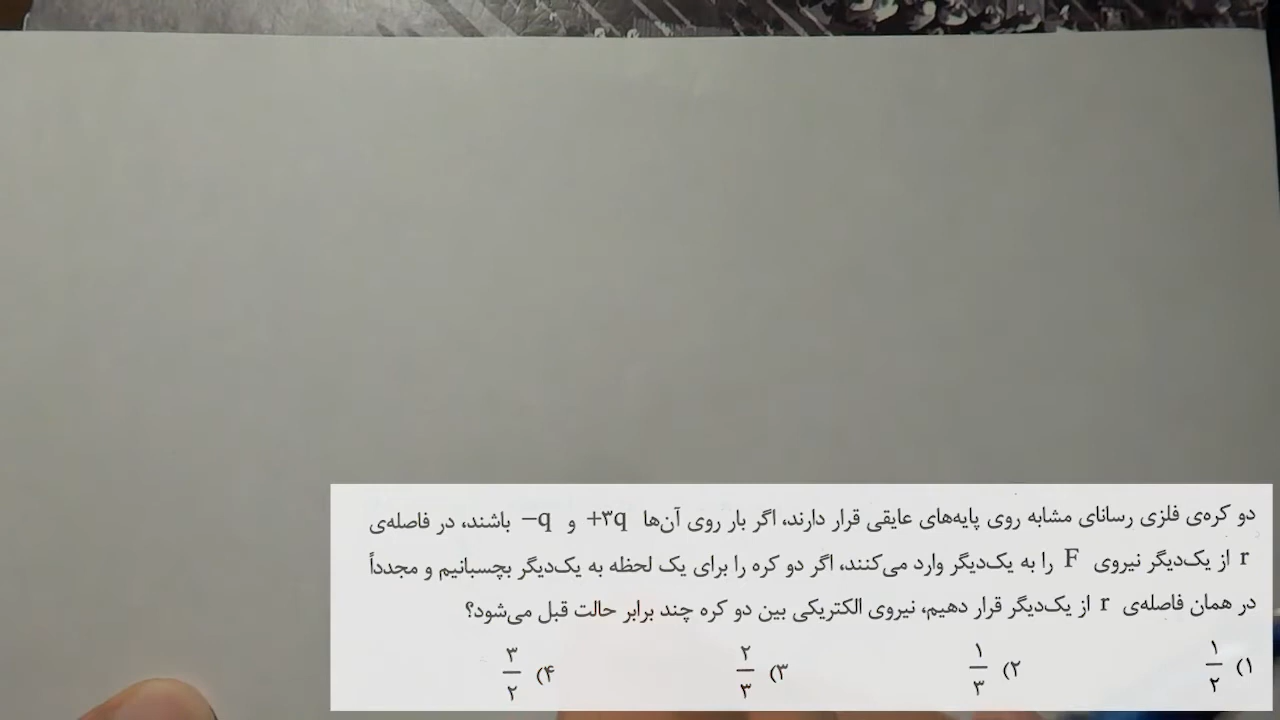 دو کره‌ی فلزی رسانای مشابه روی پایه‌های عایقی قرار دارند، اگر بار روی آن‌ها +۳q و −q باشند، در فاصله‌ی
r از یک‌دیگر نیروی F را به یک‌دیگر وارد می‌کنند، اگر دو کره را برای یک لحظه به یک‌دیگر بچسبانیم و مجدداً
در همان فاصله‌ی r از یک‌دیگر قرار دهیم، نیروی الکتریکی بین دو کره چند برابر حالت قبل می‌شود؟
۱) ۱/۲ ۲) ۱/۳ ۳) ۲/۳ ۴) ۳/۲